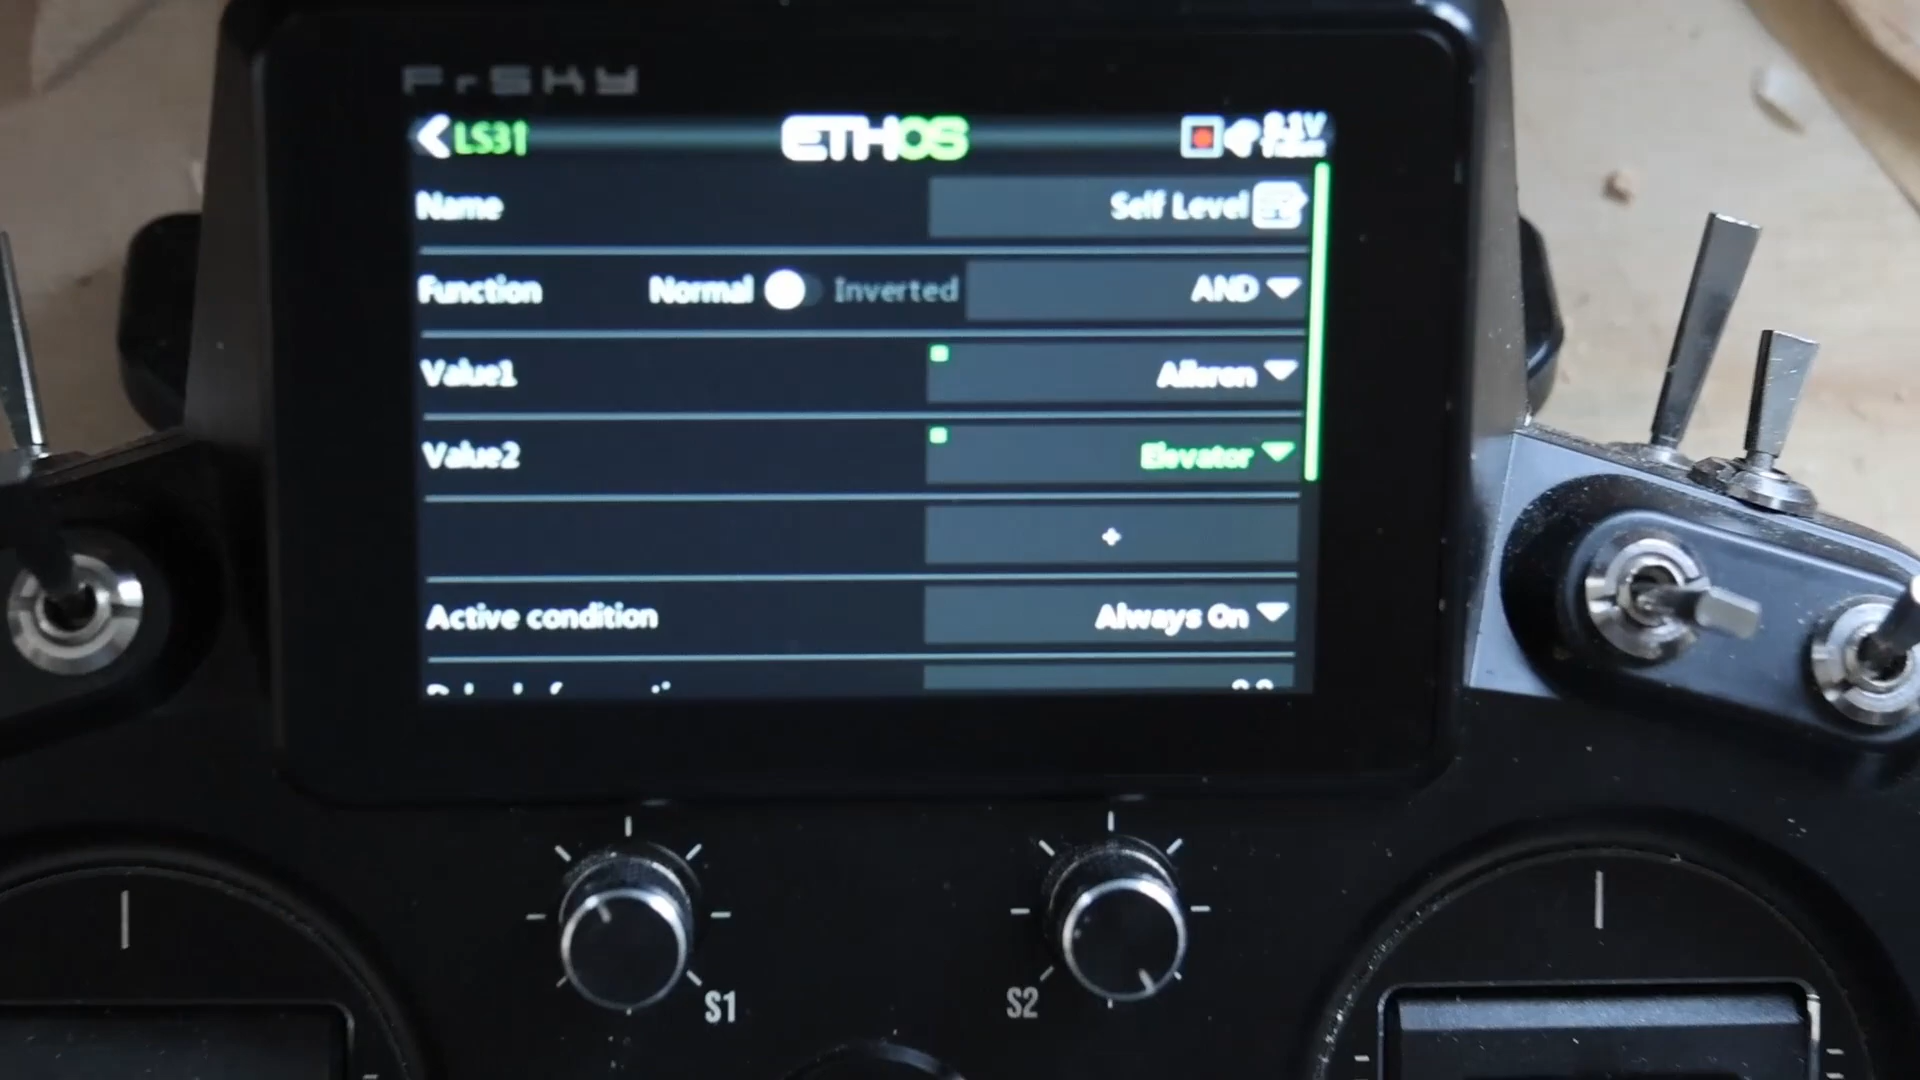 FrSKY
LS3↑ ETHOS
Name Self Level
Function Normal Inverted AND
Value1 Aileron
Value2 Elevator
+
Active condition Always On
S1 S2